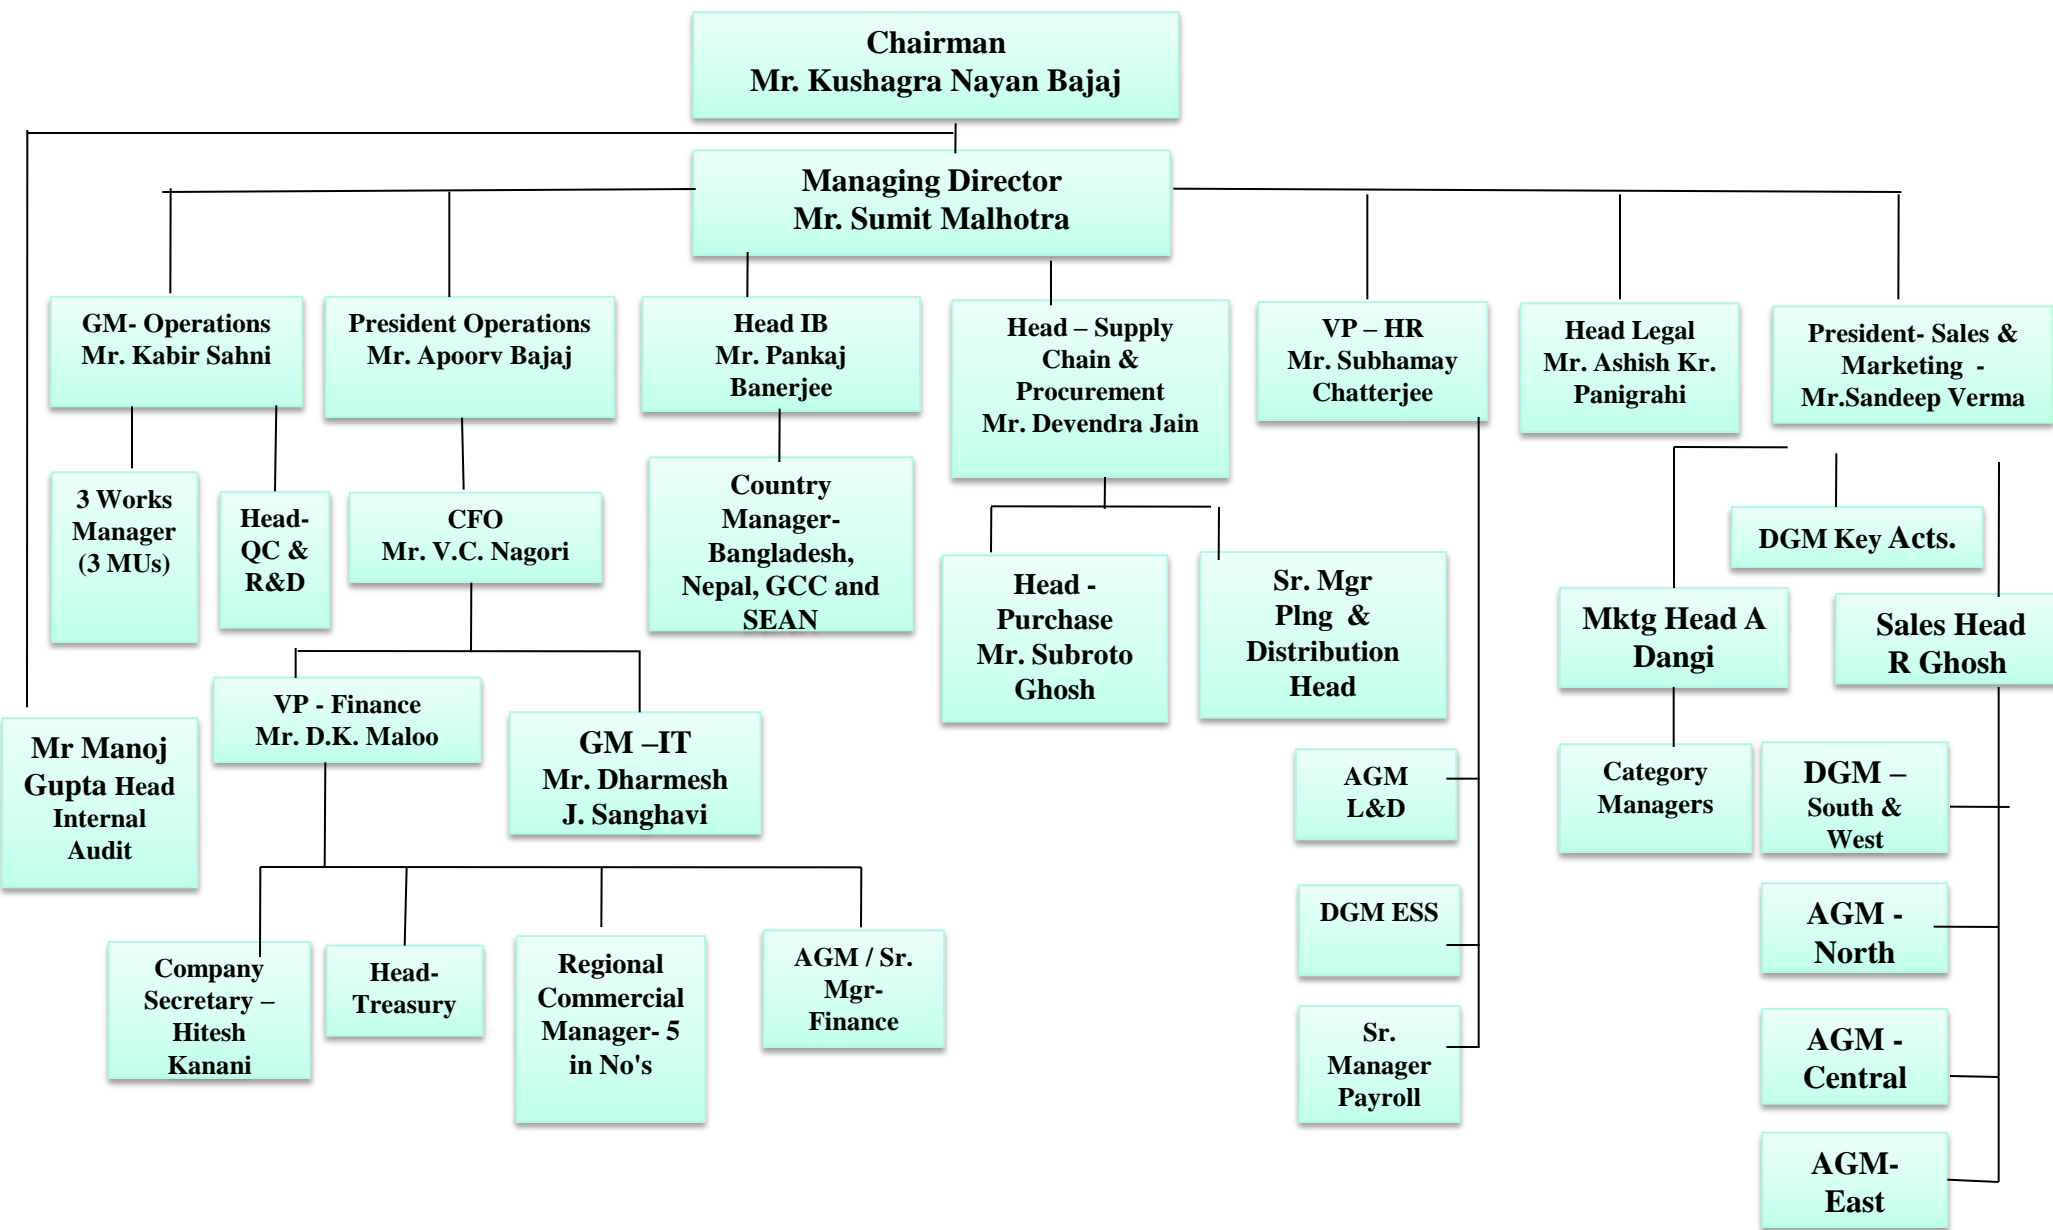 Chairman
Mr. Kushagra Nayan Bajaj
Managing Director
Mr. Sumit Malhotra
GM- Operations
Mr. Kabir Sahni
President Operations
Mr. Apoorv Bajaj
Head IB
Mr. Pankaj
Banerjee
Head – Supply
Chain &
Procurement
Mr. Devendra Jain
VP – HR
Mr. Subhamay
Chatterjee
Head Legal
Mr. Ashish Kr.
Panigrahi
President- Sales &
Marketing -
Mr.Sandeep Verma
3 Works
Manager
(3 MUs)
Head-
QC &
R&D
CFO
Mr. V.C. Nagori
Country
Manager-
Bangladesh,
Nepal, GCC and
SEAN
Head -
Purchase
Mr. Subroto
Ghosh
Sr. Mgr
Plng &
Distribution
Head
DGM Key Acts.
Mktg Head A
Dangi
Sales Head
R Ghosh
VP - Finance
Mr. D.K. Maloo
GM –IT
Mr. Dharmesh
J. Sanghavi
Mr Manoj
Gupta Head
Internal
Audit
AGM
L&D
Category
Managers
DGM –
South &
West
DGM ESS
AGM -
North
Company
Secretary –
Hitesh
Kanani
Head-
Treasury
Regional
Commercial
Manager- 5
in No's
AGM / Sr.
Mgr-
Finance
Sr.
Manager
Payroll
AGM -
Central
AGM-
East